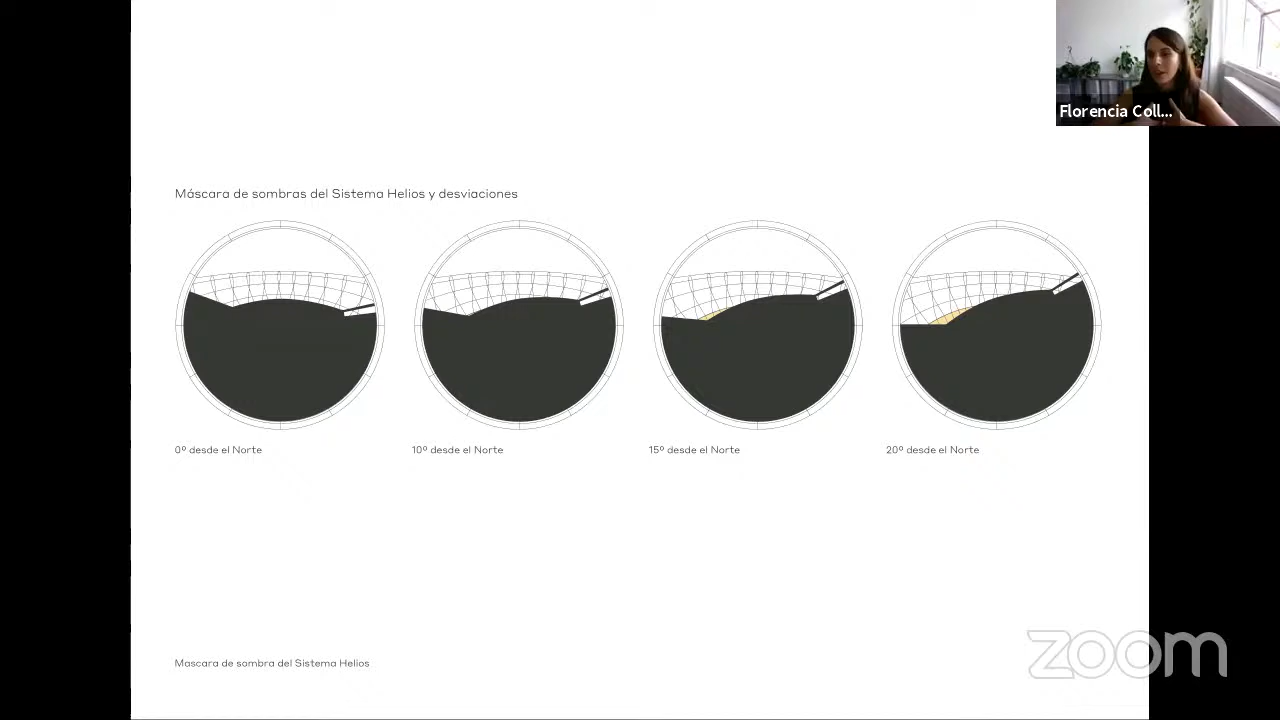 Florencia Coll...
Máscara de sombras del Sistema Helios y desviaciones
0º desde el Norte
10º desde el Norte
15º desde el Norte
20º desde el Norte
Mascara de sombra del Sistema Helios
zoom